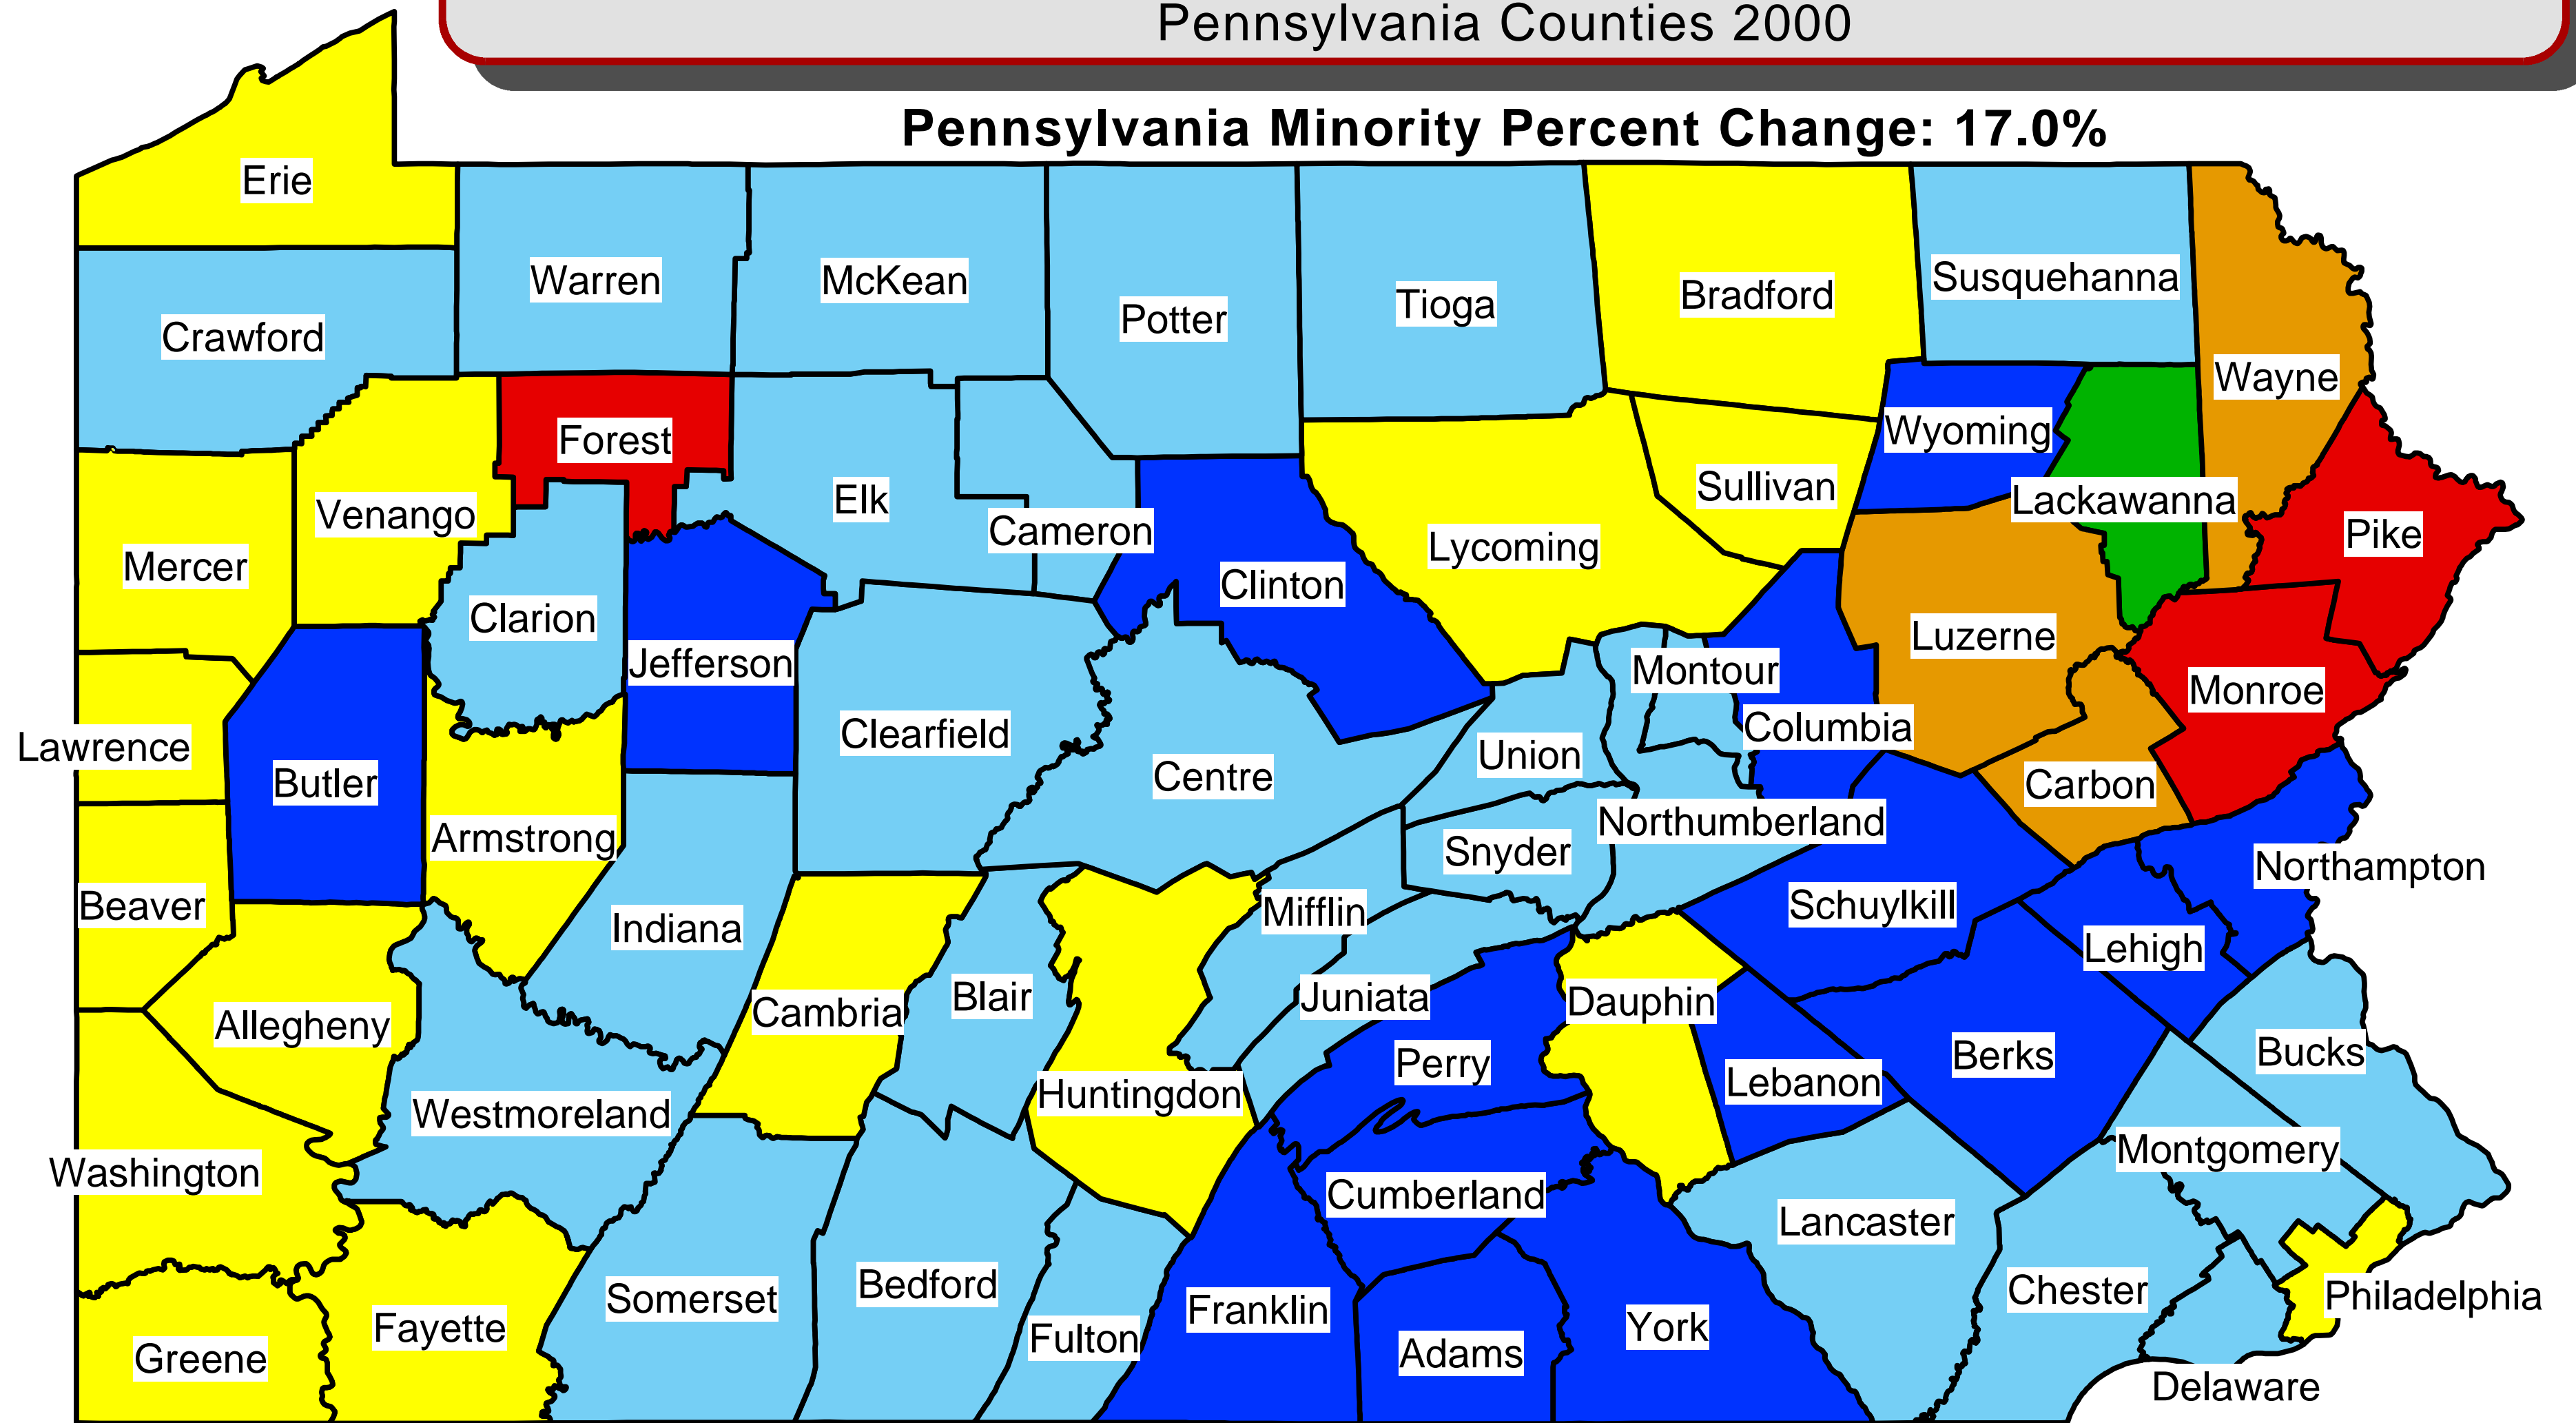 Pennsylvania Counties 2000
Pennsylvania Minority Percent Change: 17.0%
Erie
Warren
McKean
Potter
Tioga
Bradford
Susquehanna
Wayne
Crawford
Forest
Wyoming
Lackawanna
Pike
Venango
Elk
Cameron
Sullivan
Mercer
Clarion
Clinton
Lycoming
Luzerne
Monroe
Jefferson
Montour
Columbia
Lawrence
Butler
Clearfield
Centre
Union
Carbon
Armstrong
Snyder
Northumberland
Northampton
Beaver
Indiana
Mifflin
Schuylkill
Lehigh
Allegheny
Cambria
Blair
Juniata
Dauphin
Perry
Berks
Bucks
Westmoreland
Huntingdon
Lebanon
Washington
Cumberland
Montgomery
Lancaster
Somerset
Bedford
Franklin
Chester
Philadelphia
Greene
Fayette
Fulton
Adams
York
Delaware